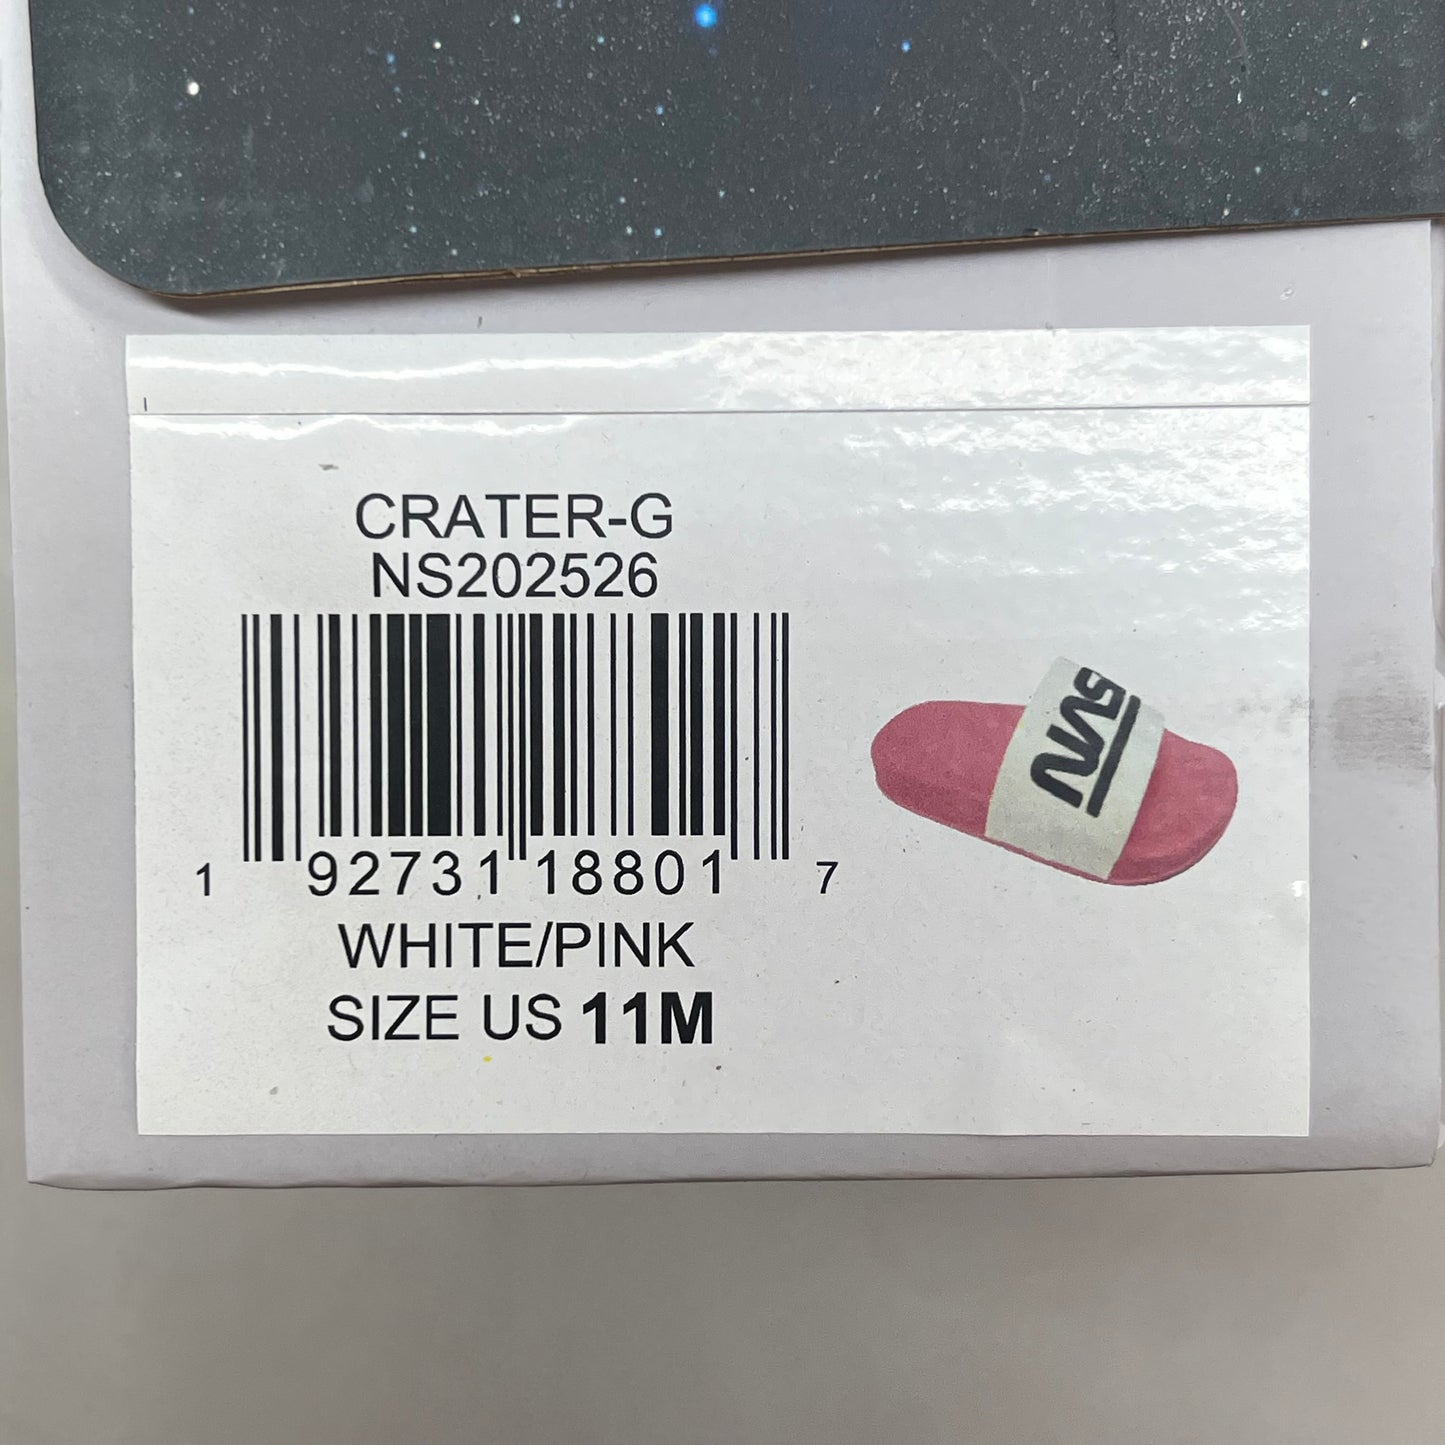 CRATER-G
NS202526
1 92731 18801 7
WHITE/PINK
SIZE US 11M